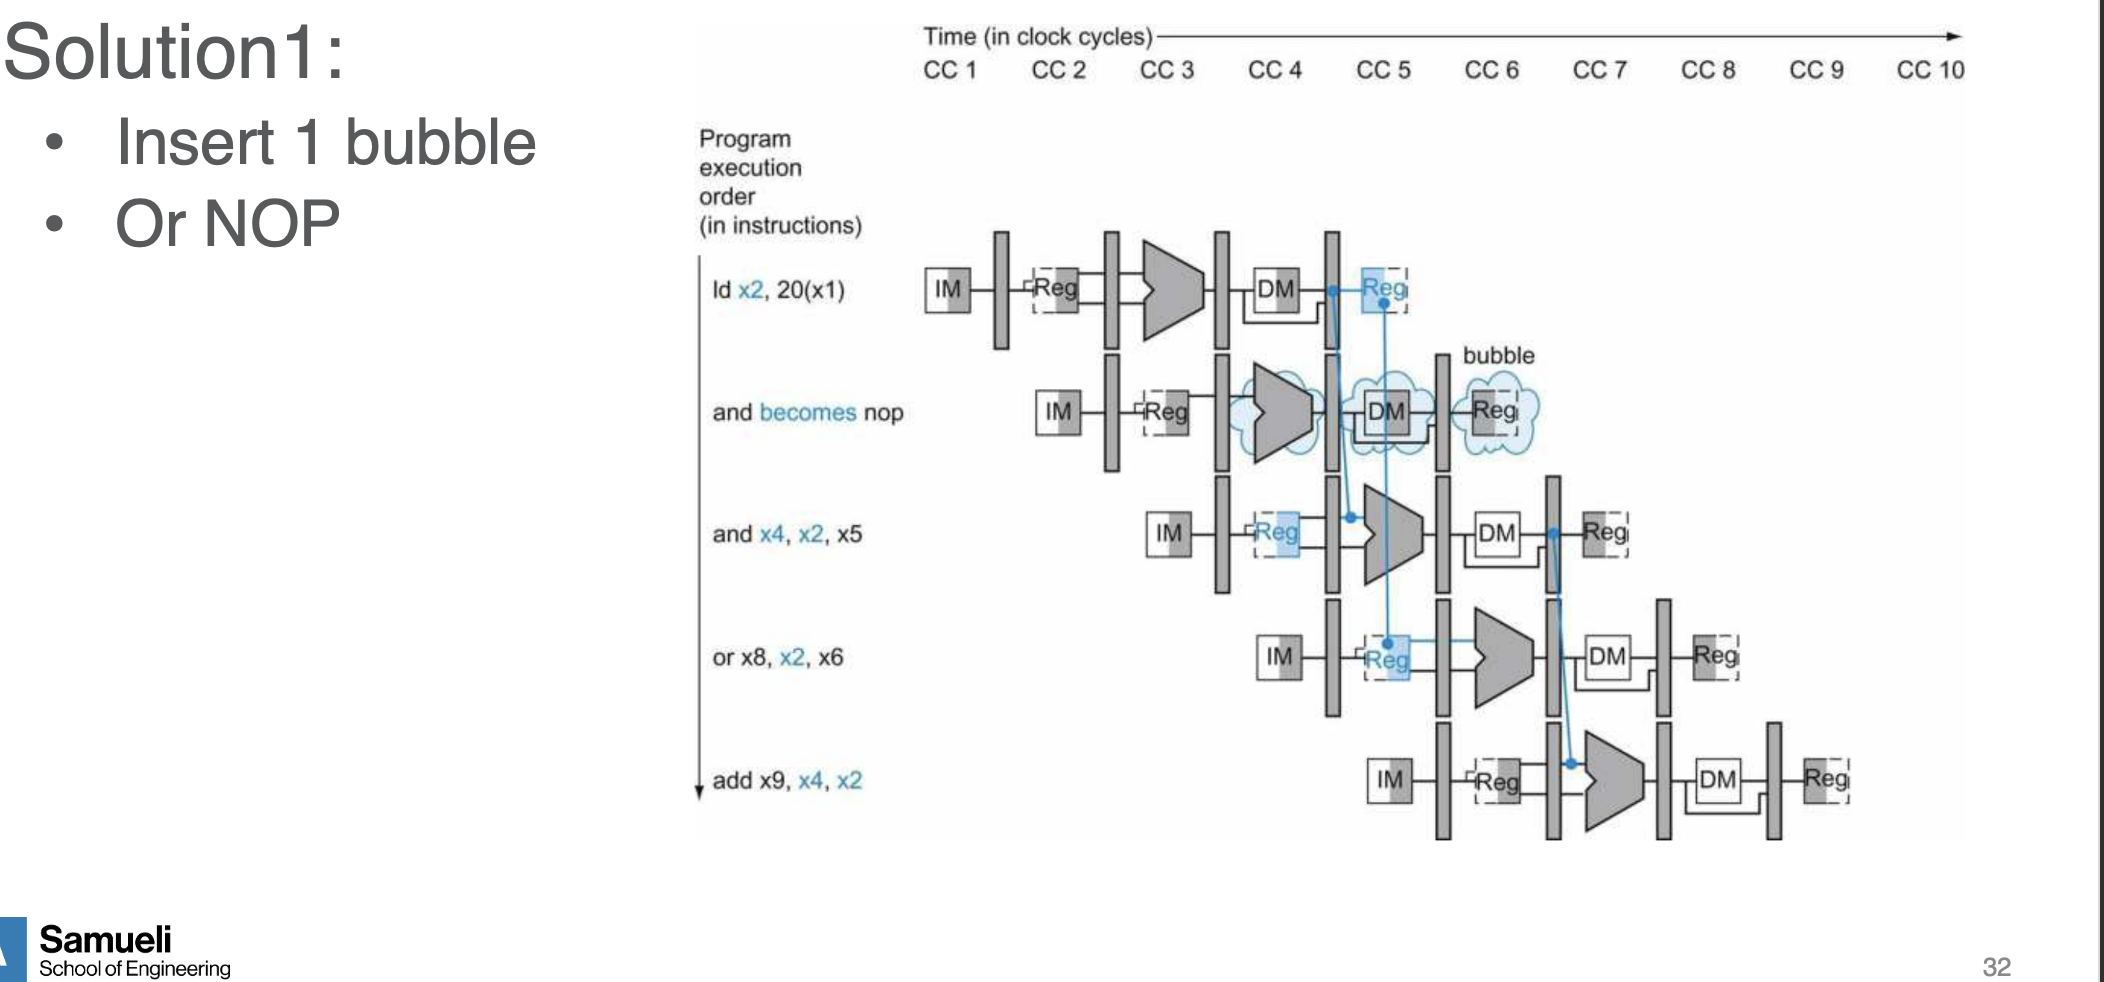 Solution1:
• Insert 1 bubble
• Or NOP
Time (in clock cycles)
CC 1 CC 2 CC 3 CC 4 CC 5 CC 6 CC 7 CC 8 CC 9 CC 10
Program
execution
order
(in instructions)
ld x2, 20(x1)
IM Reg DM Reg
bubble
and becomes nop
IM Reg DM Reg
and x4, x2, x5
IM Reg DM Reg
or x8, x2, x6
IM Reg DM Reg
add x9, x4, x2
IM Reg DM Reg
Samueli
School of Engineering
32